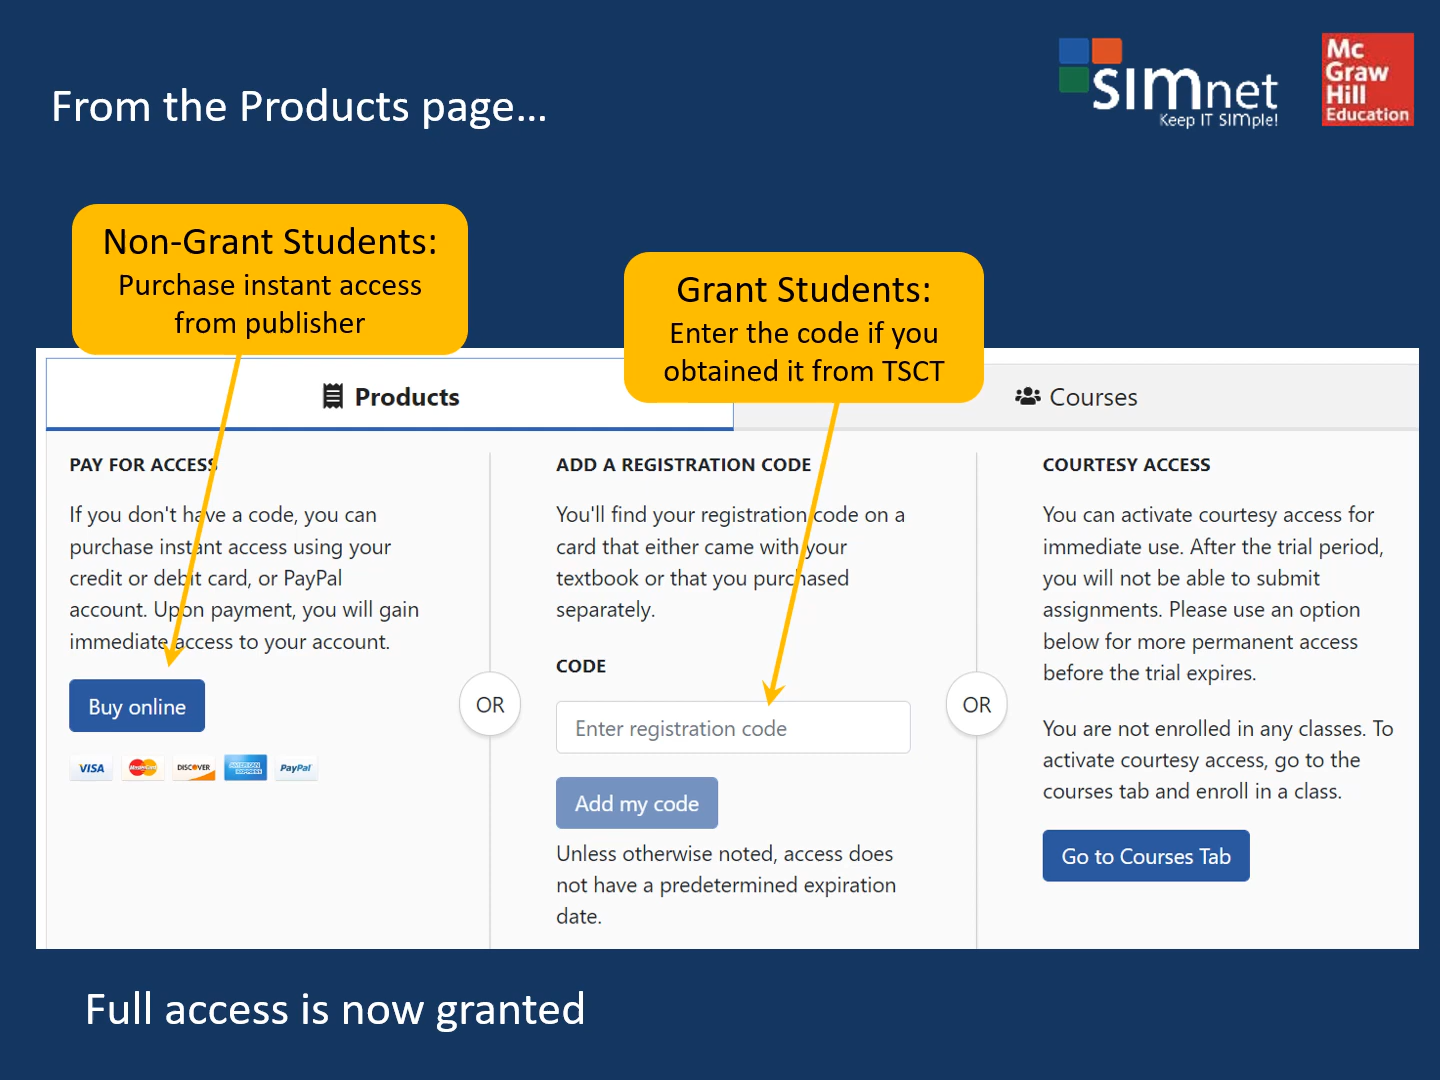 From the Products page...
SIMnet
Keep IT SIMple!
Mc
Graw
Hill
Education
Non-Grant Students:
Purchase instant access
from publisher
Grant Students:
Enter the code if you
obtained it from TSCT
Products
Courses
PAY FOR ACCESS
If you don't have a code, you can
purchase instant access using your
credit or debit card, or PayPal
account. Upon payment, you will gain
immediate access to your account.
Buy online
VISA
MasterCard
DISCOVER
AMERICAN
EXPRESS
PayPal
OR
ADD A REGISTRATION CODE
You'll find your registration code on a
card that either came with your
textbook or that you purchased
separately.
CODE
Enter registration code
Add my code
Unless otherwise noted, access does
not have a predetermined expiration
date.
OR
COURTESY ACCESS
You can activate courtesy access for
immediate use. After the trial period,
you will not be able to submit
assignments. Please use an option
below for more permanent access
before the trial expires.
You are not enrolled in any classes. To
activate courtesy access, go to the
courses tab and enroll in a class.
Go to Courses Tab
Full access is now granted